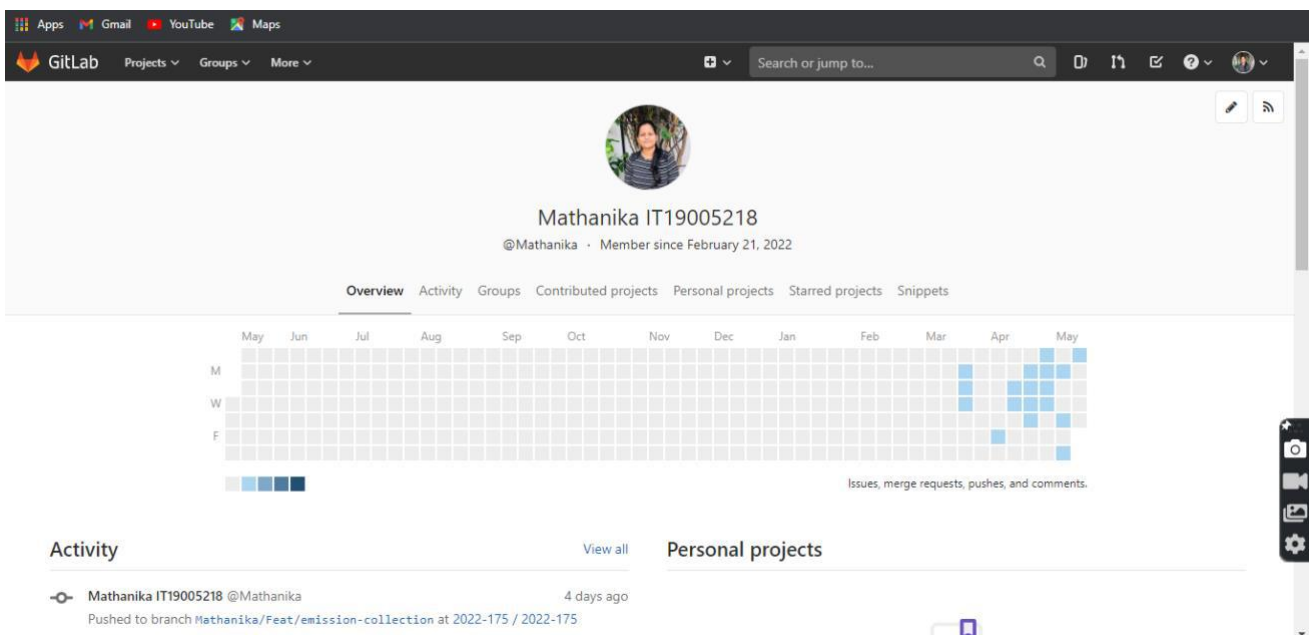 Apps Gmail YouTube Maps
GitLab Projects Groups More Search or jump to...
Mathanika IT19005218
@Mathanika · Member since February 21, 2022
Overview Activity Groups Contributed projects Personal projects Starred projects Snippets
May Jun Jul Aug Sep Oct Nov Dec Jan Feb Mar Apr May
M
W
F
Issues, merge requests, pushes, and comments.
Activity View all Personal projects
Mathanika IT19005218 @Mathanika 4 days ago
Pushed to branch Mathanika/Feat/emission-collection at 2022-175 / 2022-175